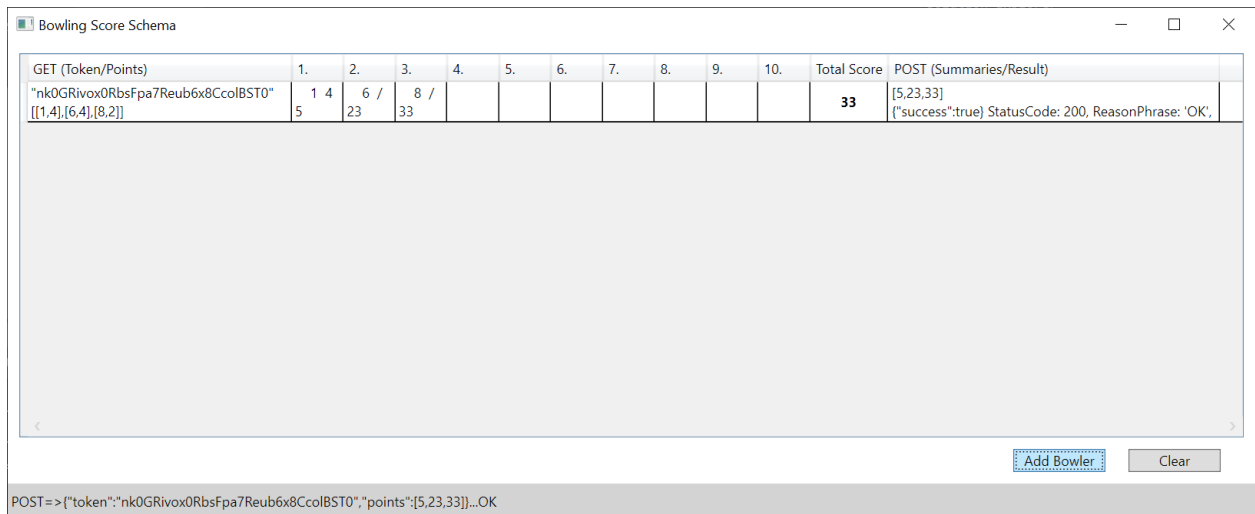 Bowling Score Schema
GET (Token/Points) 1. 2. 3. 4. 5. 6. 7. 8. 9. 10. Total Score POST (Summaries/Result)
"nk0GRivox0RbsFpa7Reub6x8CcolBST0" 1 4 6 / 8 / 33 [5,23,33]
[[1,4],[6,4],[8,2]] 5 23 33 {"success":true} StatusCode: 200, ReasonPhrase: 'OK',
Add Bowler Clear
POST=>{"token":"nk0GRivox0RbsFpa7Reub6x8CcolBST0","points":[5,23,33]}...OK